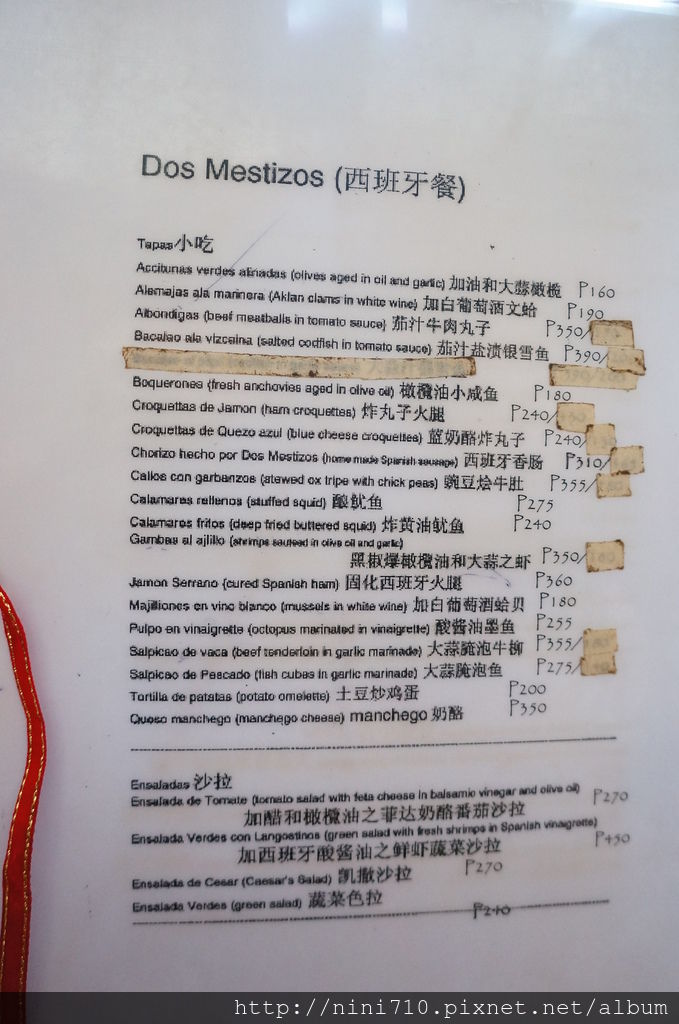 Dos Mestizos (西班牙餐)
Tapas小吃
Accitunas verdes alinadas (olives aged in oil and garlic) 加油和大蒜橄榄 P160
Alemajas ala marinera (Aklan clams in white wine) 加白葡萄酒文蛤 P190
Albondigas (beef meatballs in tomato sauce) 茄汁牛肉丸子 P350/
Bacalao ala vizcaina (salted codfish in tomato sauce) 茄汁盐渍银雪鱼 P390/
Boquerones (fresh anchovies aged in olive oil) 橄榄油小咸鱼 P180
Croquettas de Jamon (ham croquettes) 炸丸子火腿 P240/
Croquettas de Quezo azul (blue cheese croquettes) 蓝奶酪炸丸子 P240/
Chorizo hecho por Dos Mestizos (home made Spanish sausage) 西班牙香肠 P310/
Callos con garbanzos (stewed ox tripe with chick peas) 豌豆烩牛肚 P355/
Calamares rellenos (stuffed squid) 酿鱿鱼 P275
Calamares fritos (deep fried buttered squid) 炸黄油鱿鱼 P240
Gambas al ajillo (shrimps sauteed in olive oil and garlic)
黑椒爆橄榄油和大蒜之虾 P350/
Jamon Serrano (cured Spanish ham) 固化西班牙火腿 P360
Majilliones en vino blanco (mussels in white wine) 加白葡萄酒蛤贝 P180
Pulpo en vinaigrette (octopus marinated in vinaigrette) 酸酱油墨鱼 P255
Salpicao de vaca (beef tenderloin in garlic marinade) 大蒜腌泡牛柳 P355/
Salpicao de Pescado (fish cubes in garlic marinade) 大蒜腌泡鱼 P275/
Tortilla de patatas (potato omelette) 土豆炒鸡蛋 P200
Queso manchego (manchego cheese) manchego 奶酪 P350
Ensaladas 沙拉
Ensalada de Tomate (tomato salad with feta cheese in balsamic vinegar and olive oil) P270
加醋和橄榄油之菲达奶酪番茄沙拉
Ensalada Verdes con Langostinos (green salad with fresh shrimps in Spanish vinaigrette)
加西班牙酸酱油之鲜虾蔬菜沙拉 P450
Ensalada de Cesar (Caesar's Salad) 凯撒沙拉 P270
Ensalada Verdes (green salad) 蔬菜色拉 P240
http://nini710.pixnet.net/album